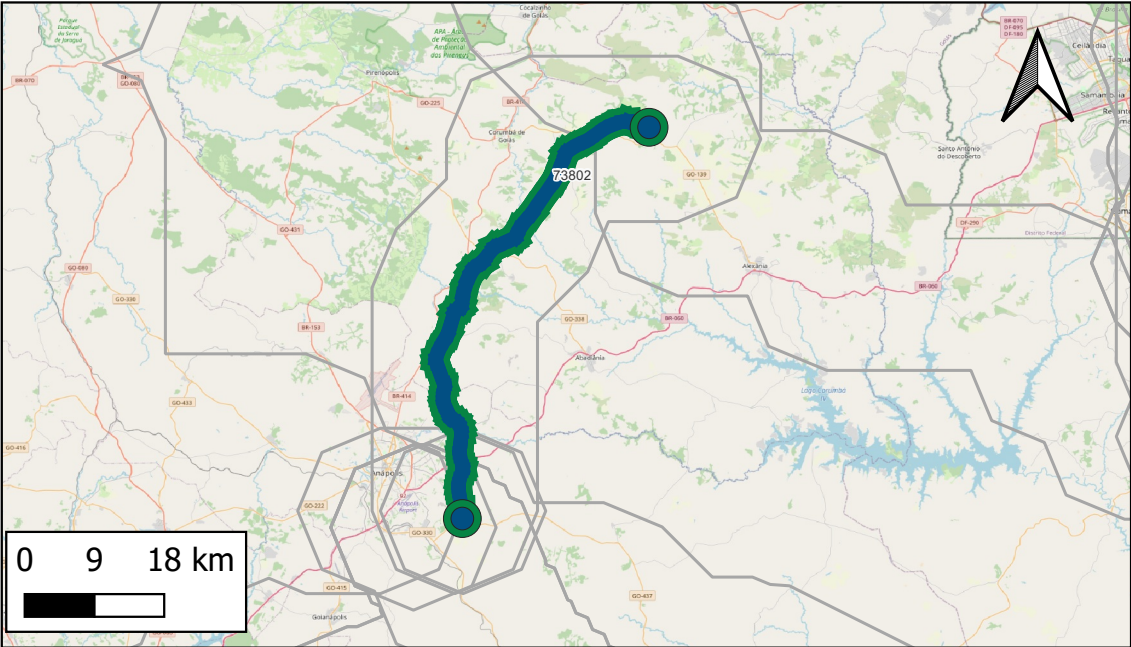 Cocalzinho
de Goiás
Parque
Estadual
da Serra
de Jaraguá
APA - Área
de Proteção
Ambiental
dos Pireneus
BR-070
DF-095
DF-180
Ceilândia
Pirenópolis
BR-070
GO-080
GO-225
BR-414
Samambaia
Corumbá de
Goiás
Santo Antônio
do Descoberto
73802
GO-139
GO-431
DF-290
Distrito Federal
GO-080
Alexânia
BR-060
GO-330
BR-153
GO-338
BR-060
Abadiânia
Lago Corumbá
IV
BR-414
GO-433
GO-416
Anápolis
GO-222
GO-330
0 9 18 km
GO-415
GO-437
Goianápolis